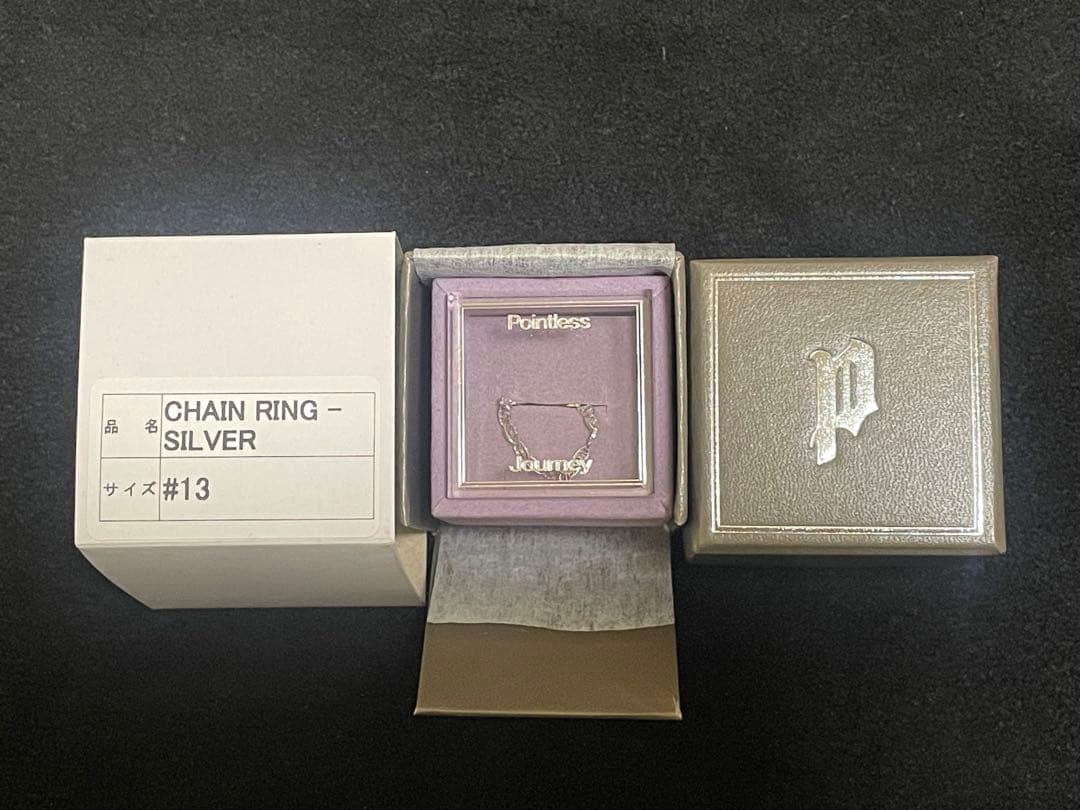 品名
CHAIN RING -
SILVER
サイズ
#13
Pointless
Journey
p